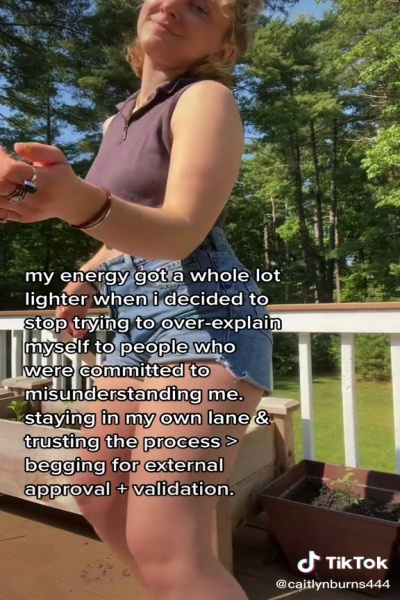 my energy got a whole lot
lighter when i decided to
stop trying to over-explain
myself to people who
were committed to
misunderstanding me.
staying in my own lane &
trusting the process >
begging for external
approval + validation.
TikTok
@caitlynburns444